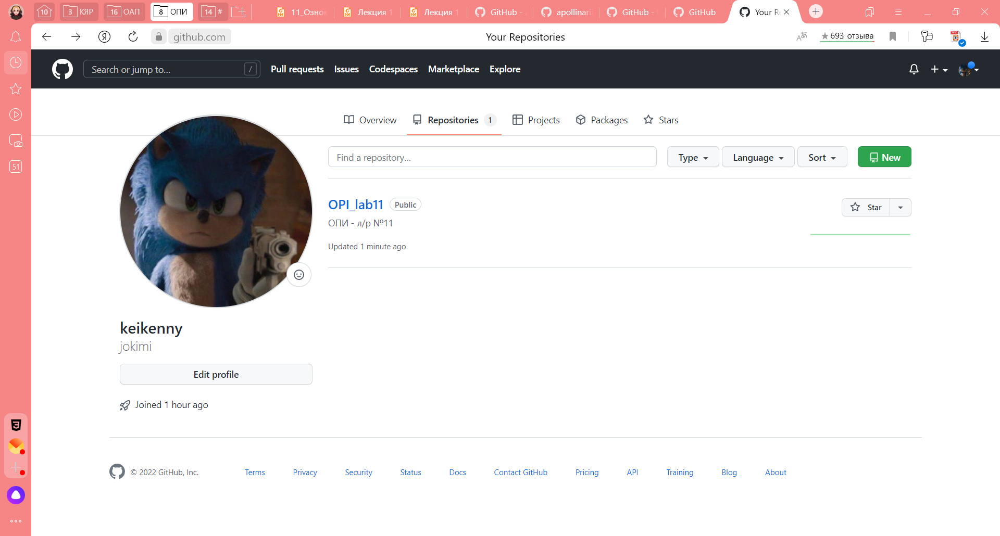 10
3 КЯР
16 ОАП
8 ОПИ
14 #
11_Озно
Лекция 1
Лекция 1
GitHub -
apollinari
GitHub -
GitHub
Your R
Я
github.com
Your Repositories
693 отзыва
Search or jump to...
/
Pull requests
Issues
Codespaces
Marketplace
Explore
51
Overview
Repositories 1
Projects
Packages
Stars
Find a repository...
Type
Language
Sort
New
OPI_lab11
Public
Star
ОПИ - л/р №11
Updated 1 minute ago
keikenny
jokimi
Edit profile
Joined 1 hour ago
© 2022 GitHub, Inc.
Terms
Privacy
Security
Status
Docs
Contact GitHub
Pricing
API
Training
Blog
About